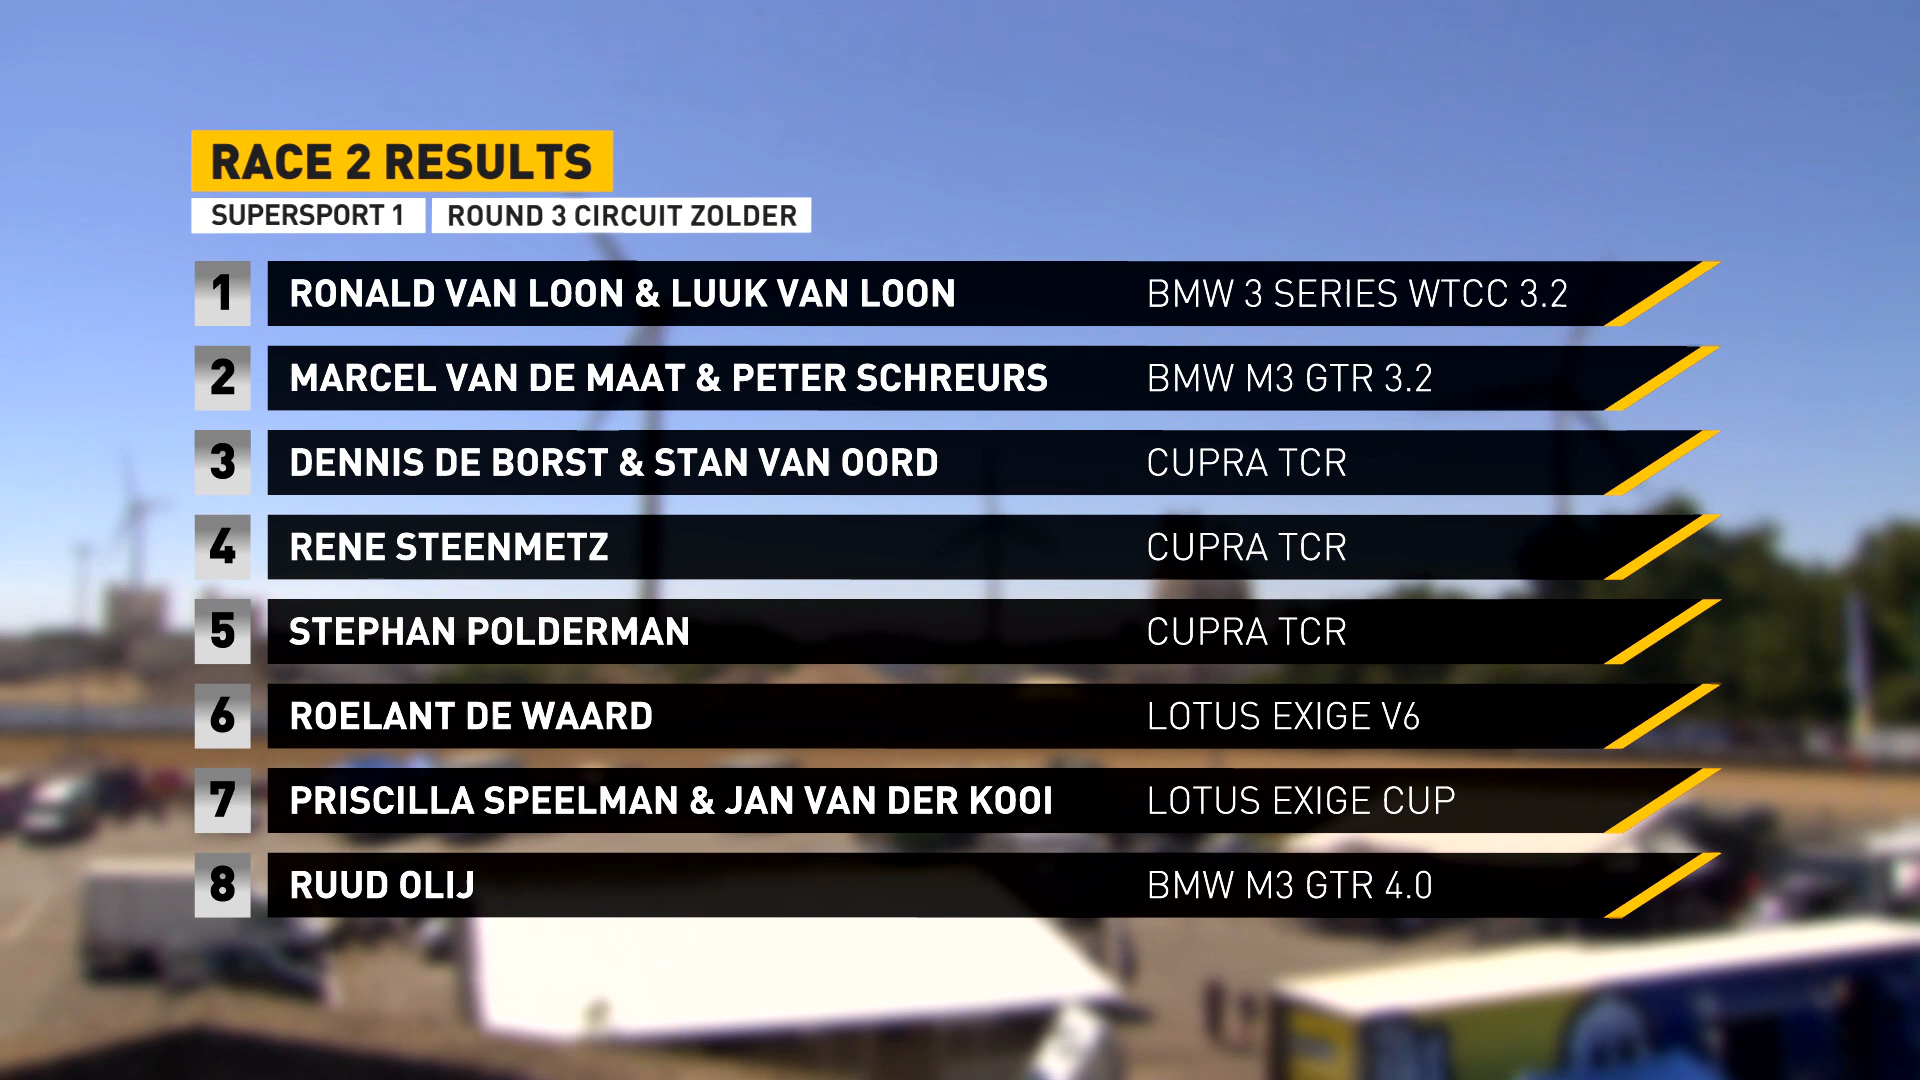 RACE 2 RESULTS
SUPERSPORT 1 ROUND 3 CIRCUIT ZOLDER
1 RONALD VAN LOON & LUUK VAN LOON BMW 3 SERIES WTCC 3.2
2 MARCEL VAN DE MAAT & PETER SCHREURS BMW M3 GTR 3.2
3 DENNIS DE BORST & STAN VAN OORD CUPRA TCR
4 RENE STEENMETZ CUPRA TCR
5 STEPHAN POLDERMAN CUPRA TCR
6 ROELANT DE WAARD LOTUS EXIGE V6
7 PRISCILLA SPEELMAN & JAN VAN DER KOOI LOTUS EXIGE CUP
8 RUUD OLIJ BMW M3 GTR 4.0